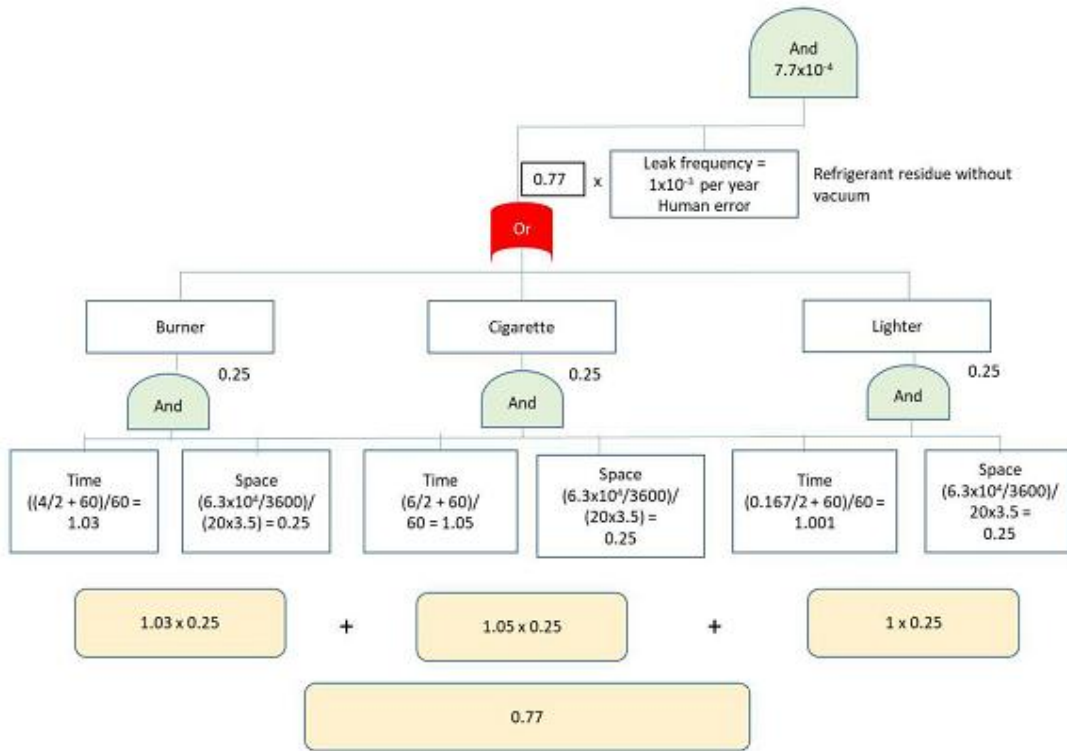 And
7.7x10⁻⁴
0.77
x
Leak frequency =
1x10⁻³ per year
Human error
Refrigerant residue without
vacuum
Or
Burner
Cigarette
Lighter
0.25
0.25
0.25
And
And
And
Time
((4/2 + 60)/60 =
1.03
Space
(6.3x10⁴/3600)/
(20x3.5) = 0.25
Time
(6/2 + 60)/
60 = 1.05
Space
(6.3x10⁴/3600)/
(20x3.5) =
0.25
Time
(0.167/2 + 60)/60 =
1.001
Space
(6.3x10⁴/3600)/
20x3.5 =
0.25
1.03 x 0.25
+
1.05 x 0.25
+
1 x 0.25
0.77